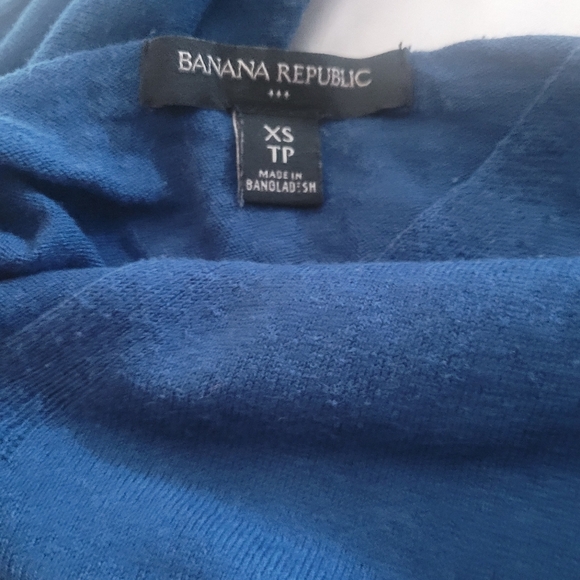 BANANA REPUBLIC
XS
TP
MADE IN
BANGLADESH